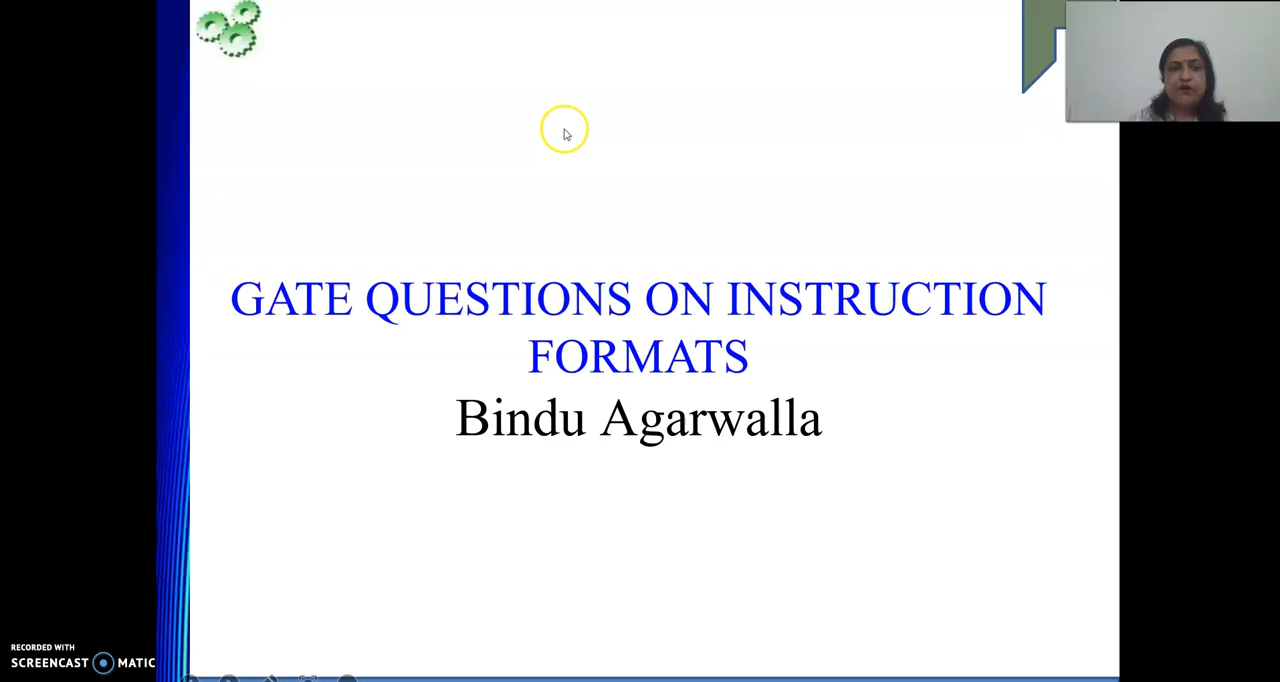 GATE QUESTIONS ON INSTRUCTION
FORMATS
Bindu Agarwalla
RECORDED WITH
SCREENCAST MATIC